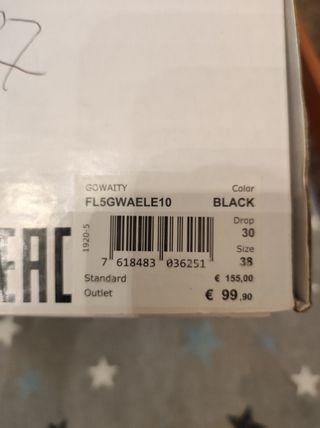 GOWAITY Color
FL5GWAELE10 BLACK
Drop
30
Size
38
1920-5
7 618483 036251
Standard € 155,00
Outlet € 99,90
EAC